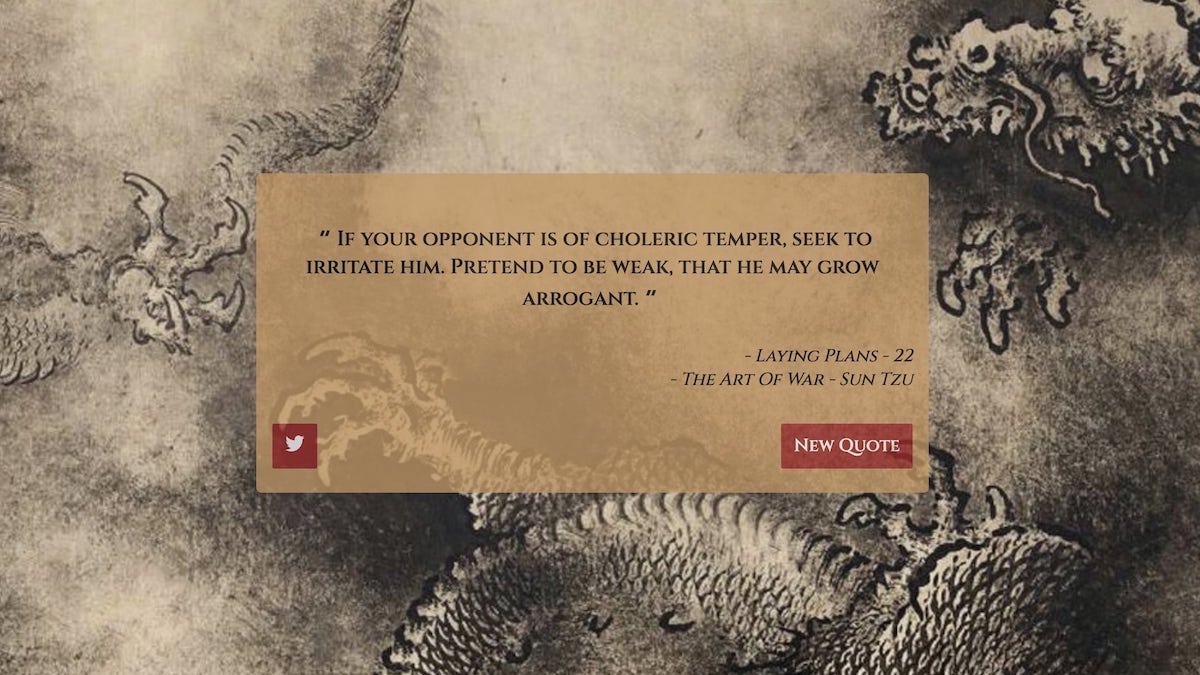 " If your opponent is of choleric temper, seek to
irritate him. Pretend to be weak, that he may grow
arrogant. "
- Laying Plans - 22
- The Art Of War - Sun Tzu
New Quote